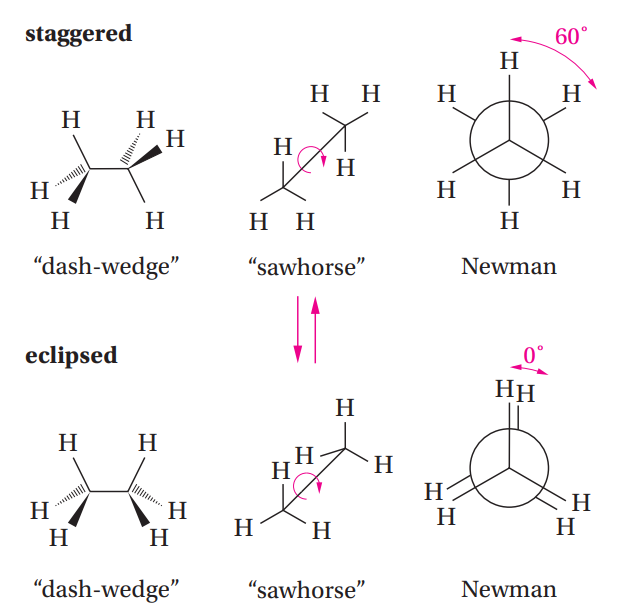 staggered
60°
H
H H H H
H H H
H H
H H
H
H H
H
H H H H H
H
"dash-wedge" "sawhorse" Newman
eclipsed
0°
H HH
H H
H H H
H
H H H H
H H H H H H
"dash-wedge" "sawhorse" Newman